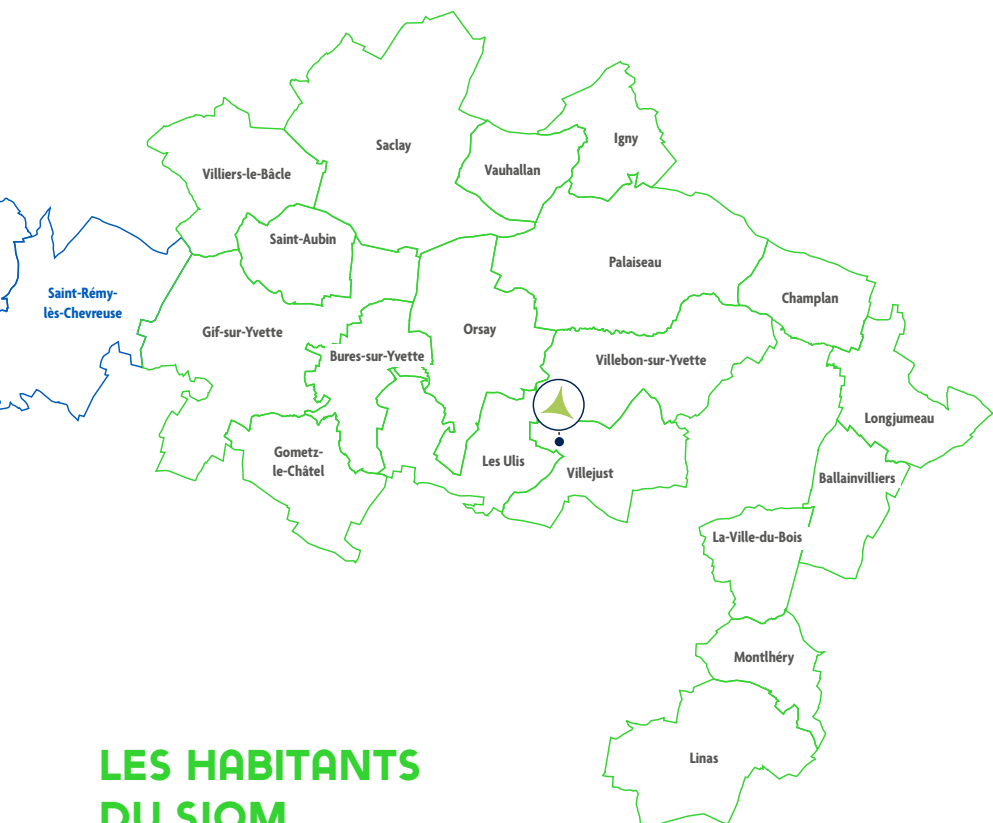 Saclay
Igny
Vauhallan
Villiers-le-Bâcle
Saint-Aubin
Palaiseau
Saint-Rémy-
lès-Chevreuse
Champlan
Gif-sur-Yvette
Orsay
Bures-sur-Yvette
Villebon-sur-Yvette
Longjumeau
Gometz-
le-Châtel
Les Ulis
Villejust
Ballainvilliers
La-Ville-du-Bois
Montlhéry
Linas
LES HABITANTS
DU SIOM